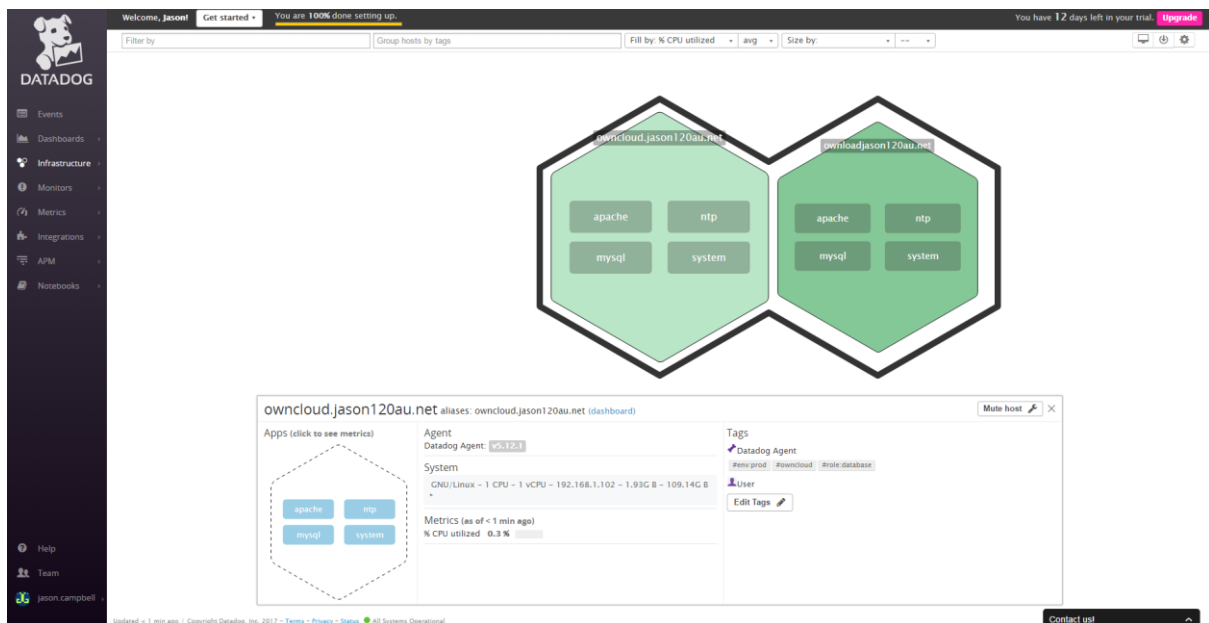 Welcome, Jason! Get started You are 100% done setting up. You have 12 days left in your trial. Upgrade
Filter by Group hosts by tags Fill by: % CPU utilized avg Size by: --
DATADOG
Events
Dashboards
Infrastructure
Monitors
Metrics
Integrations
APM
Notebooks
Help
Team
jason.campbell
owncloud.jason120au.net
apache ntp
mysql system
ownloadjason120au.net
apache ntp
mysql system
owncloud.jason120au.net aliases: owncloud.jason120au.net (dashboard) Mute host
Apps (click to see metrics)
apache ntp
mysql system
Agent
Datadog Agent: v5.12.1
System
GNU/Linux - 1 CPU - 1 vCPU - 192.168.1.102 - 1.93G B - 109.14G B
Metrics (as of < 1 min ago)
% CPU utilized 0.3 %
Tags
Datadog Agent
#env:prod #owncloud #role:database
User
Edit Tags
Updated < 1 min ago | Copyright Datadog, Inc. 2017 - Terms - Privacy - Status All Systems Operational
Contact us!